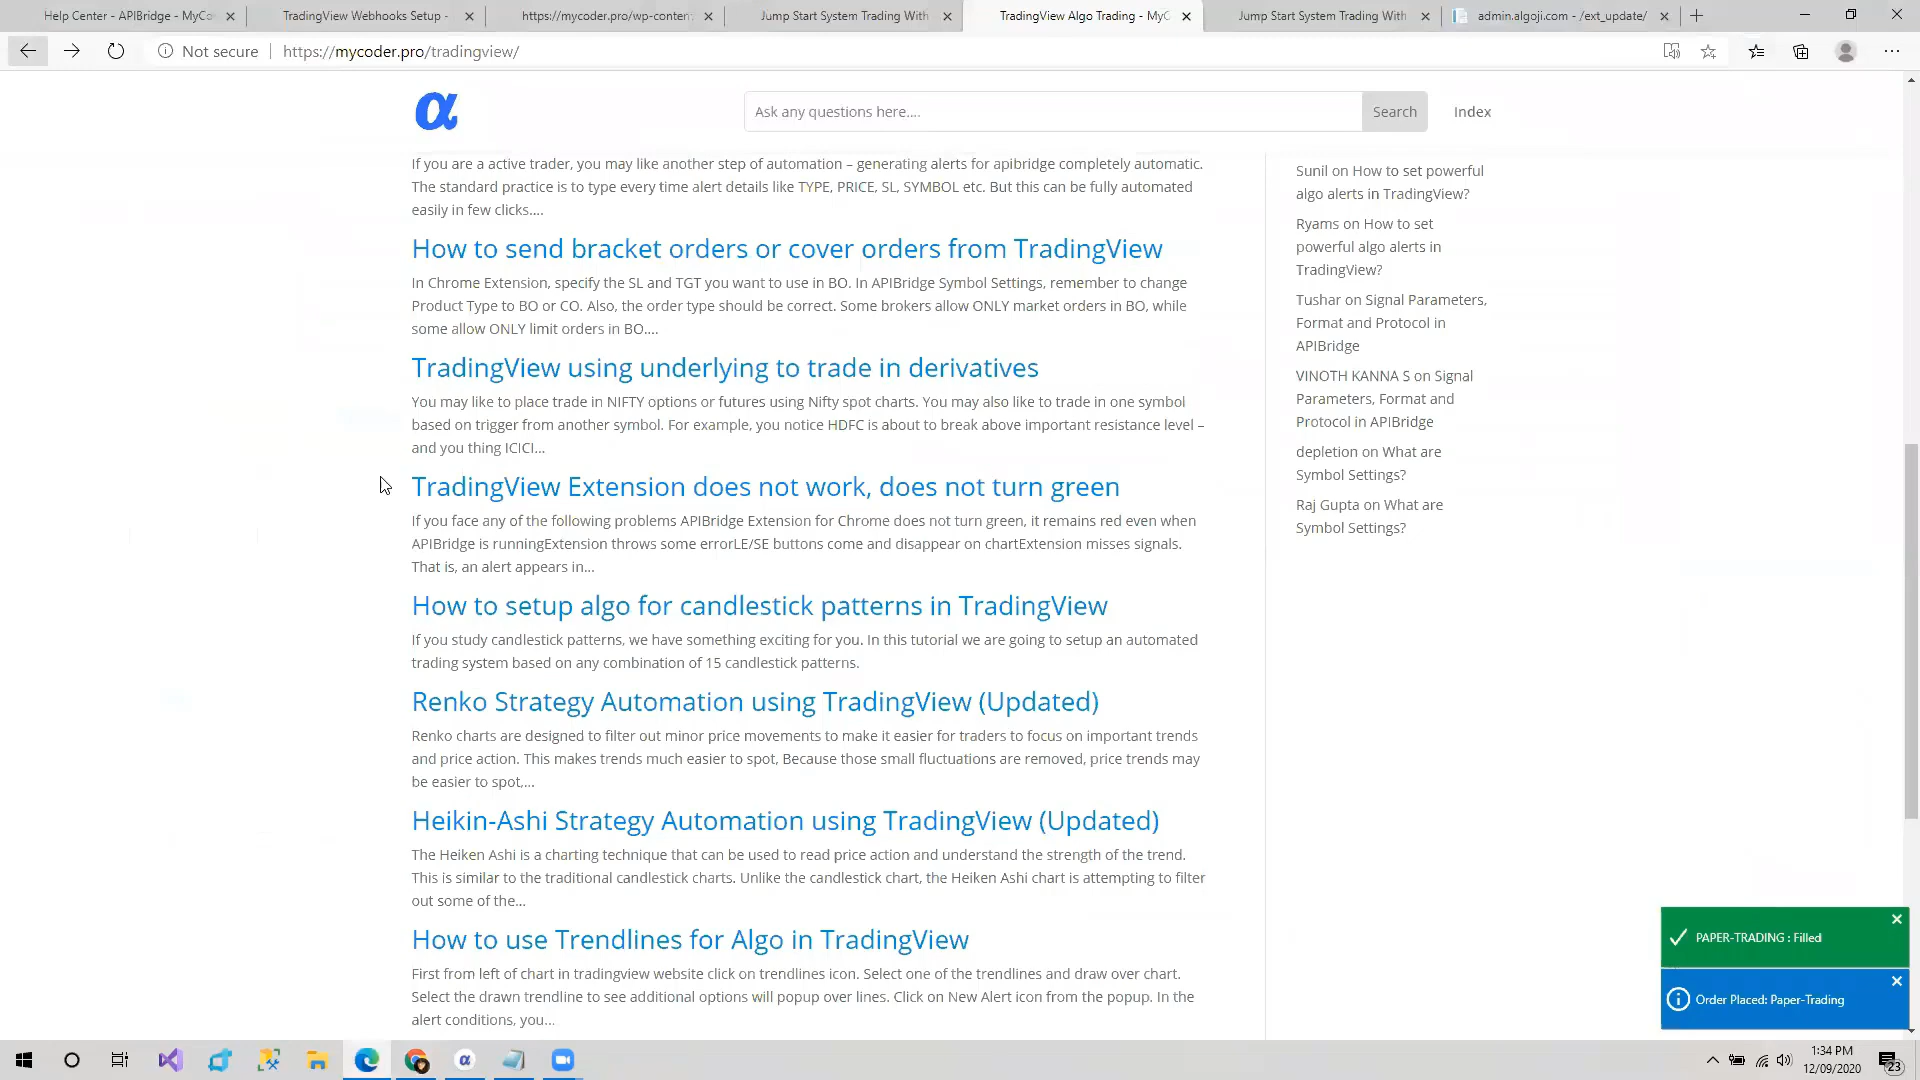 Help Center - APIBridge - MyCo
TradingView Webhooks Setup -
https://mycoder.pro/wp-conten
Jump Start System Trading With
TradingView Algo Trading - MyC
Jump Start System Trading With
admin.algoji.com - /ext_update/
Not secure
https://mycoder.pro/tradingview/
α
Ask any questions here....
Search
Index
If you are a active trader, you may like another step of automation – generating alerts for apibridge completely automatic.
The standard practice is to type every time alert details like TYPE, PRICE, SL, SYMBOL etc. But this can be fully automated
easily in few clicks....
How to send bracket orders or cover orders from TradingView
In Chrome Extension, specify the SL and TGT you want to use in BO. In APIBridge Symbol Settings, remember to change
Product Type to BO or CO. Also, the order type should be correct. Some brokers allow ONLY market orders in BO, while
some allow ONLY limit orders in BO....
TradingView using underlying to trade in derivatives
You may like to place trade in NIFTY options or futures using Nifty spot charts. You may also like to trade in one symbol
based on trigger from another symbol. For example, you notice HDFC is about to break above important resistance level –
and you thing ICICI...
TradingView Extension does not work, does not turn green
If you face any of the following problems APIBridge Extension for Chrome does not turn green, it remains red even when
APIBridge is runningExtension throws some errorLE/SE buttons come and disappear on chartExtension misses signals.
That is, an alert appears in...
How to setup algo for candlestick patterns in TradingView
If you study candlestick patterns, we have something exciting for you. In this tutorial we are going to setup an automated
trading system based on any combination of 15 candlestick patterns.
Renko Strategy Automation using TradingView (Updated)
Renko charts are designed to filter out minor price movements to make it easier for traders to focus on important trends
and price action. This makes trends much easier to spot, Because those small fluctuations are removed, price trends may
be easier to spot,...
Heikin-Ashi Strategy Automation using TradingView (Updated)
The Heiken Ashi is a charting technique that can be used to read price action and understand the strength of the trend.
This is similar to the traditional candlestick charts. Unlike the candlestick chart, the Heiken Ashi chart is attempting to filter
out some of the...
How to use Trendlines for Algo in TradingView
First from left of chart in tradingview website click on trendlines icon. Select one of the trendlines and draw over chart.
Select the drawn trendline to see additional options will popup over lines. Click on New Alert icon from the popup. In the
alert conditions, you...
Sunil on How to set powerful
algo alerts in TradingView?
Ryams on How to set
powerful algo alerts in
TradingView?
Tushar on Signal Parameters,
Format and Protocol in
APIBridge
VINOTH KANNA S on Signal
Parameters, Format and
Protocol in APIBridge
depletion on What are
Symbol Settings?
Raj Gupta on What are
Symbol Settings?
PAPER-TRADING : Filled
Order Placed: Paper-Trading
1:34 PM
12/09/2020
23